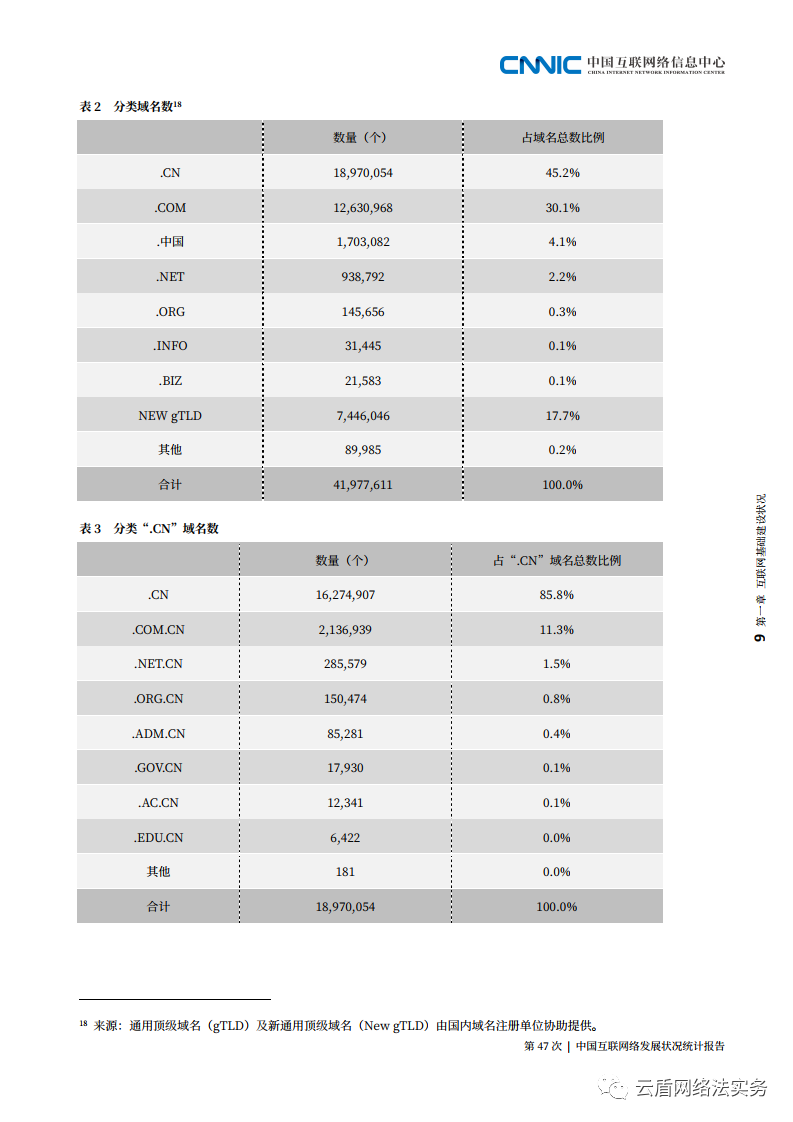 CNNIC 中国互联网络信息中心
CHINA INTERNET NETWORK INFORMATION CENTER
表 2 分类域名数18
数量（个） 占域名总数比例
.CN 18,970,054 45.2%
.COM 12,630,968 30.1%
.中国 1,703,082 4.1%
.NET 938,792 2.2%
.ORG 145,656 0.3%
.INFO 31,445 0.1%
.BIZ 21,583 0.1%
NEW gTLD 7,446,046 17.7%
其他 89,985 0.2%
合计 41,977,611 100.0%
表 3 分类“.CN”域名数
数量（个） 占“.CN”域名总数比例
.CN 16,274,907 85.8%
.COM.CN 2,136,939 11.3%
.NET.CN 285,579 1.5%
.ORG.CN 150,474 0.8%
.ADM.CN 85,281 0.4%
.GOV.CN 17,930 0.1%
.AC.CN 12,341 0.1%
.EDU.CN 6,422 0.0%
其他 181 0.0%
合计 18,970,054 100.0%
9 第一章 互联网基础建设状况
18 来源：通用顶级域名（gTLD）及新通用顶级域名（New gTLD）由国内域名注册单位协助提供。
第 47 次 | 中国互联网络发展状况统计报告
云盾网络法实务